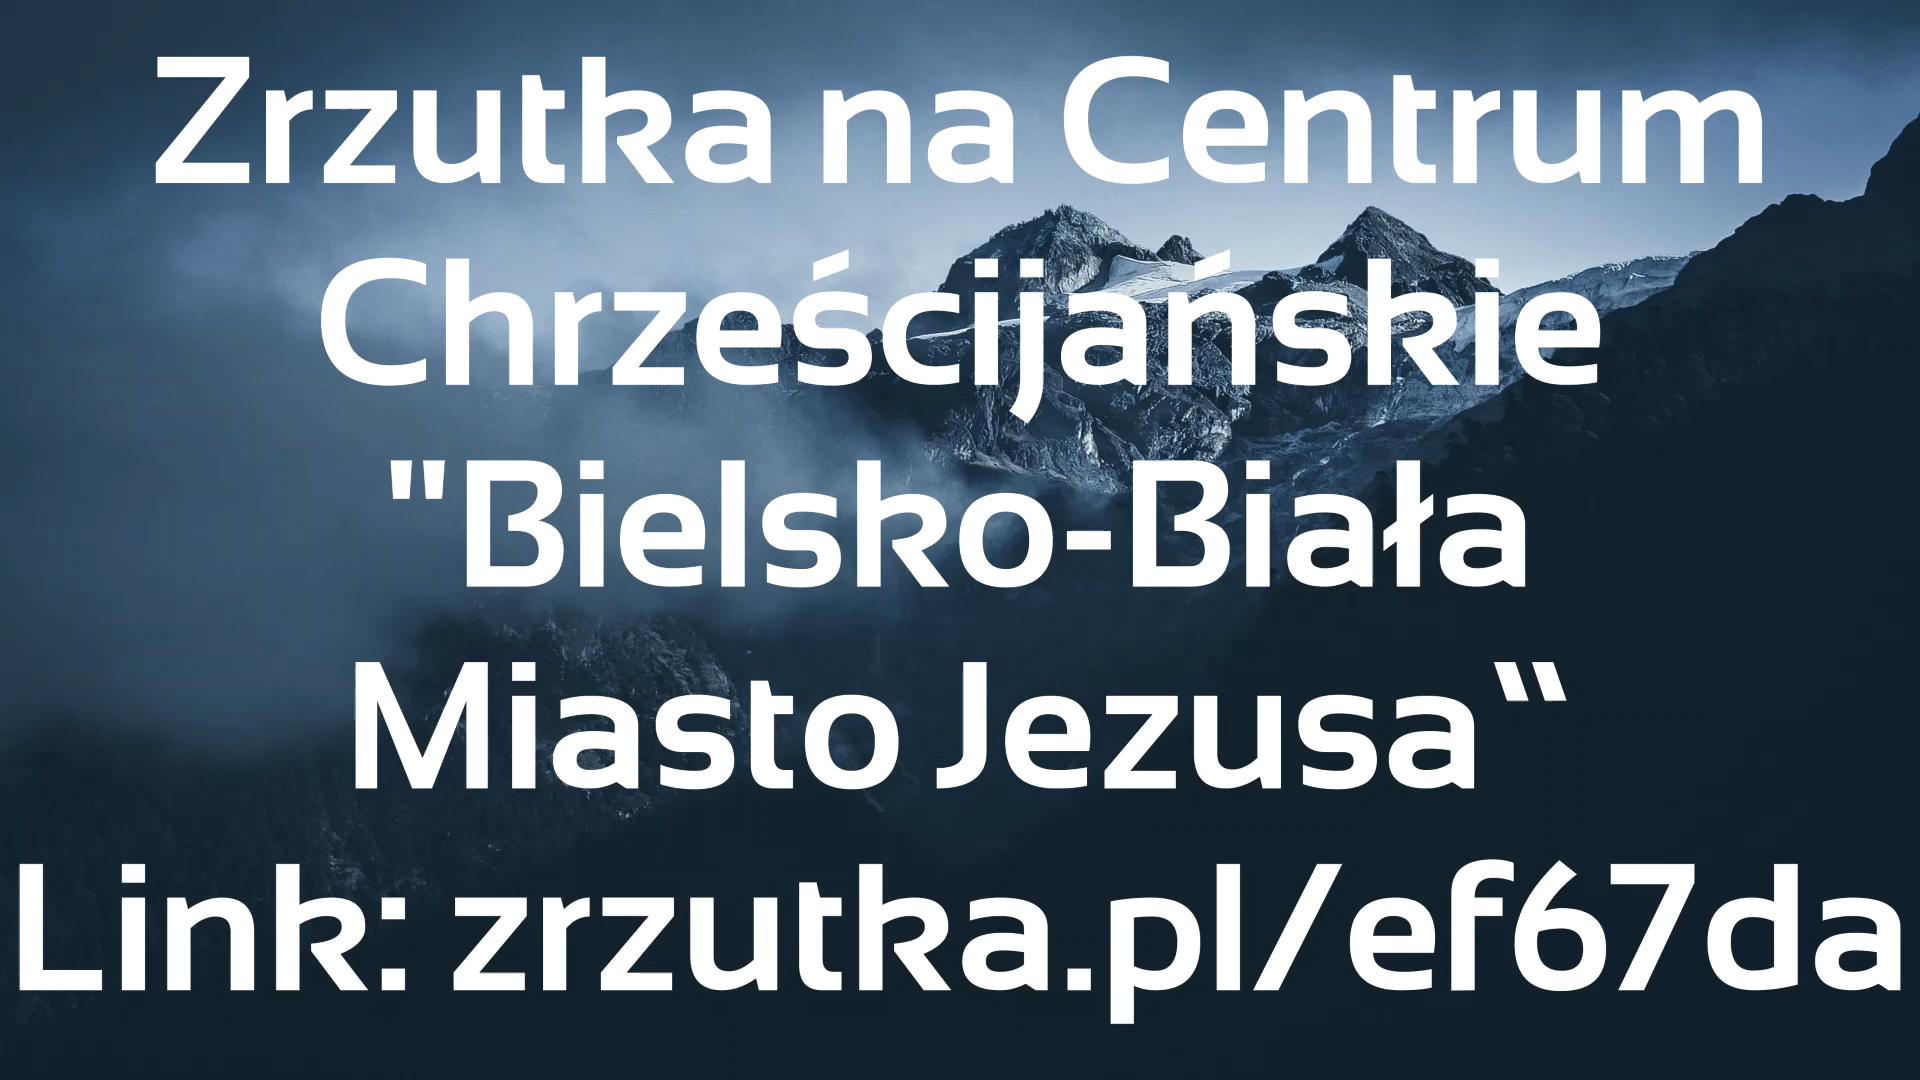 Zrzutka na Centrum
Chrześcijańskie
"Bielsko-Biała
Miasto Jezusa“
Link: zrzutka.pl/ef67da